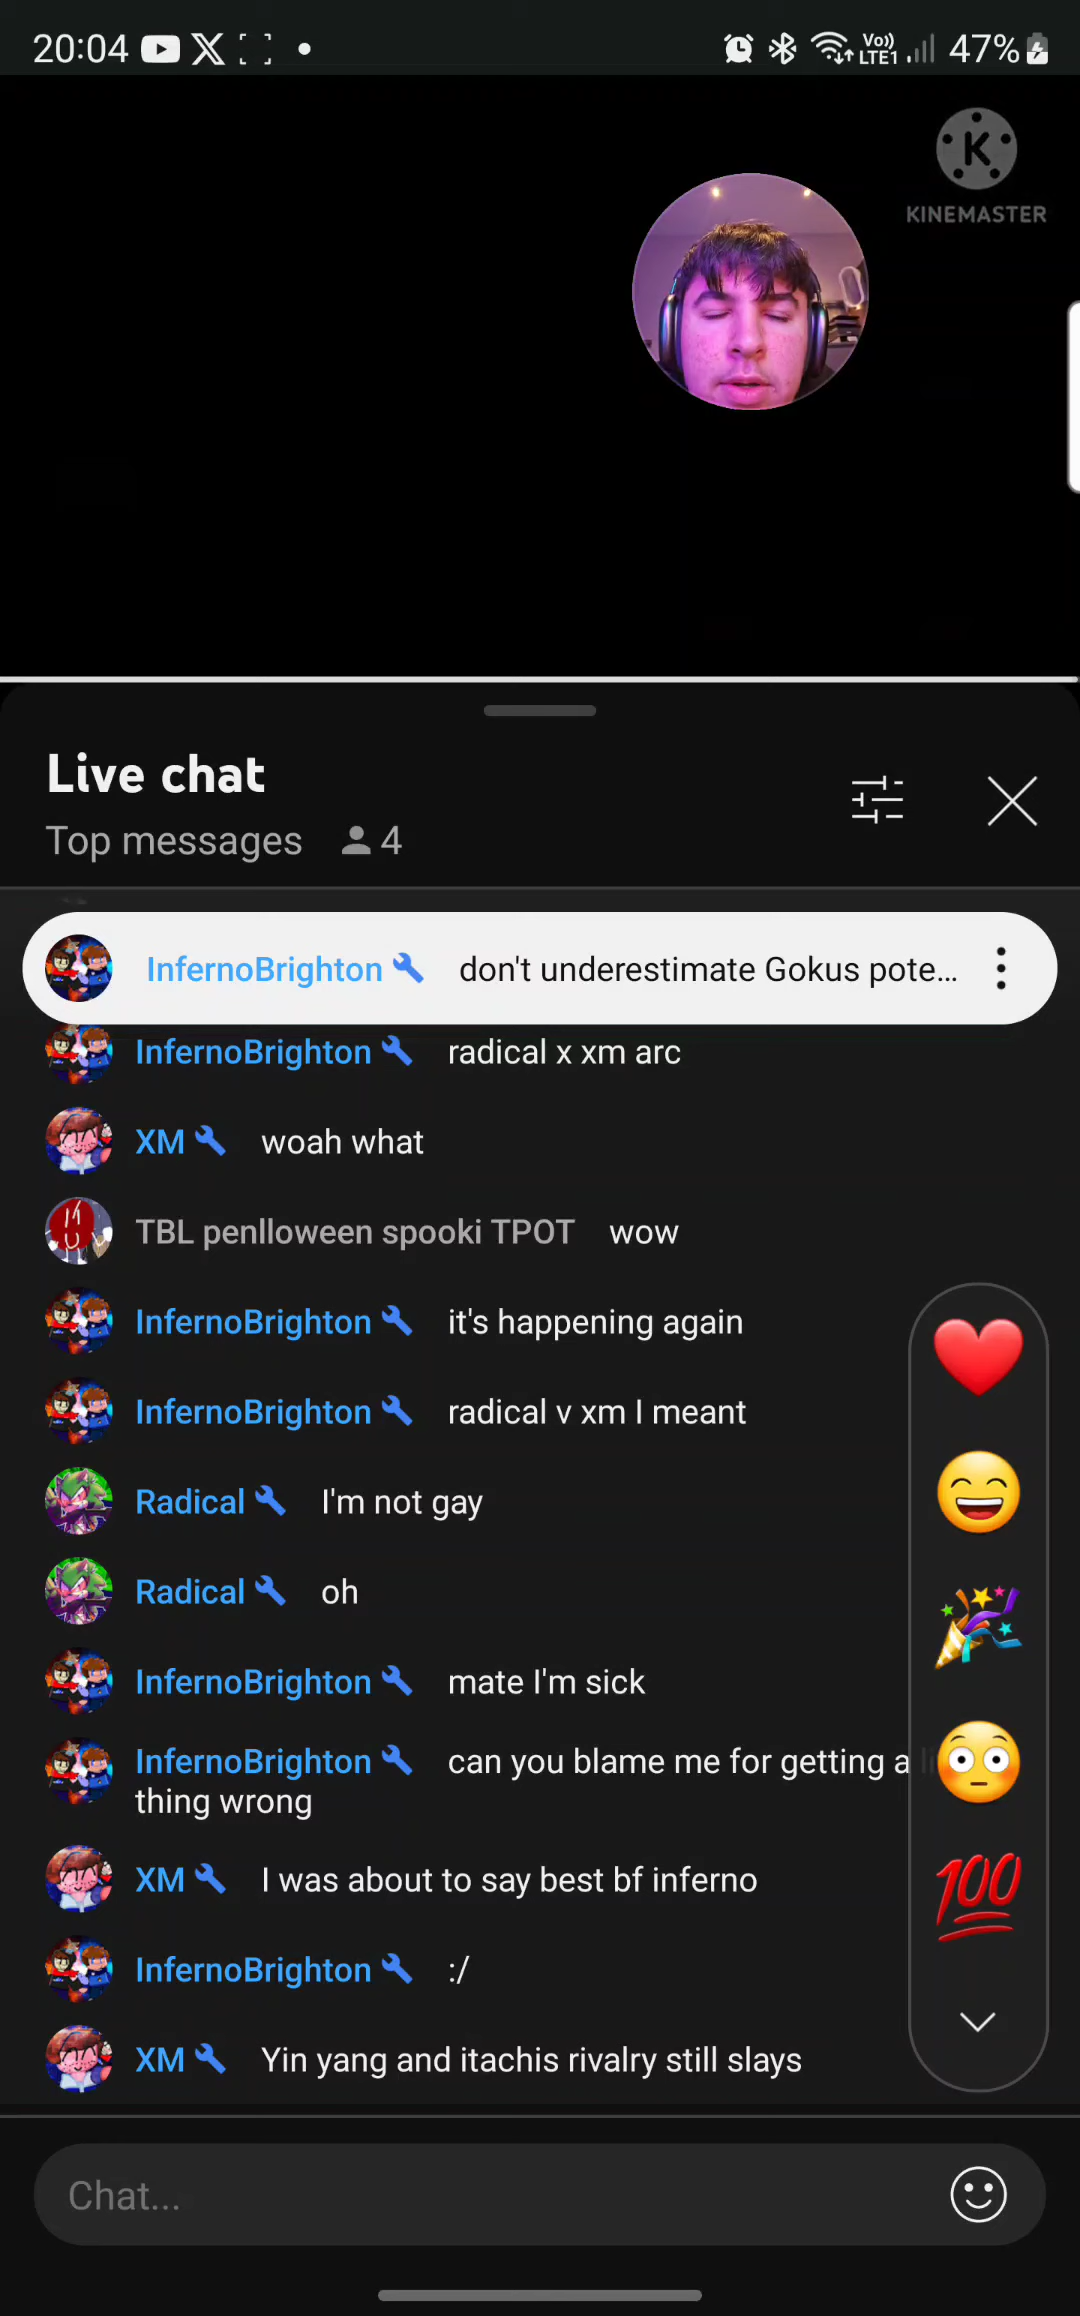 20:04
Vo))
LTE1
47%
K
KINEMASTER
Live chat
Top messages 4
InfernoBrighton don't underestimate Gokus pote...
InfernoBrighton radical x xm arc
XM woah what
TBL penlloween spooki TPOT wow
InfernoBrighton it's happening again
InfernoBrighton radical v xm I meant
Radical I'm not gay
Radical oh
InfernoBrighton mate I'm sick
InfernoBrighton can you blame me for getting a
thing wrong
100
XM I was about to say best bf inferno
InfernoBrighton :/
XM Yin yang and itachis rivalry still slays
Chat...